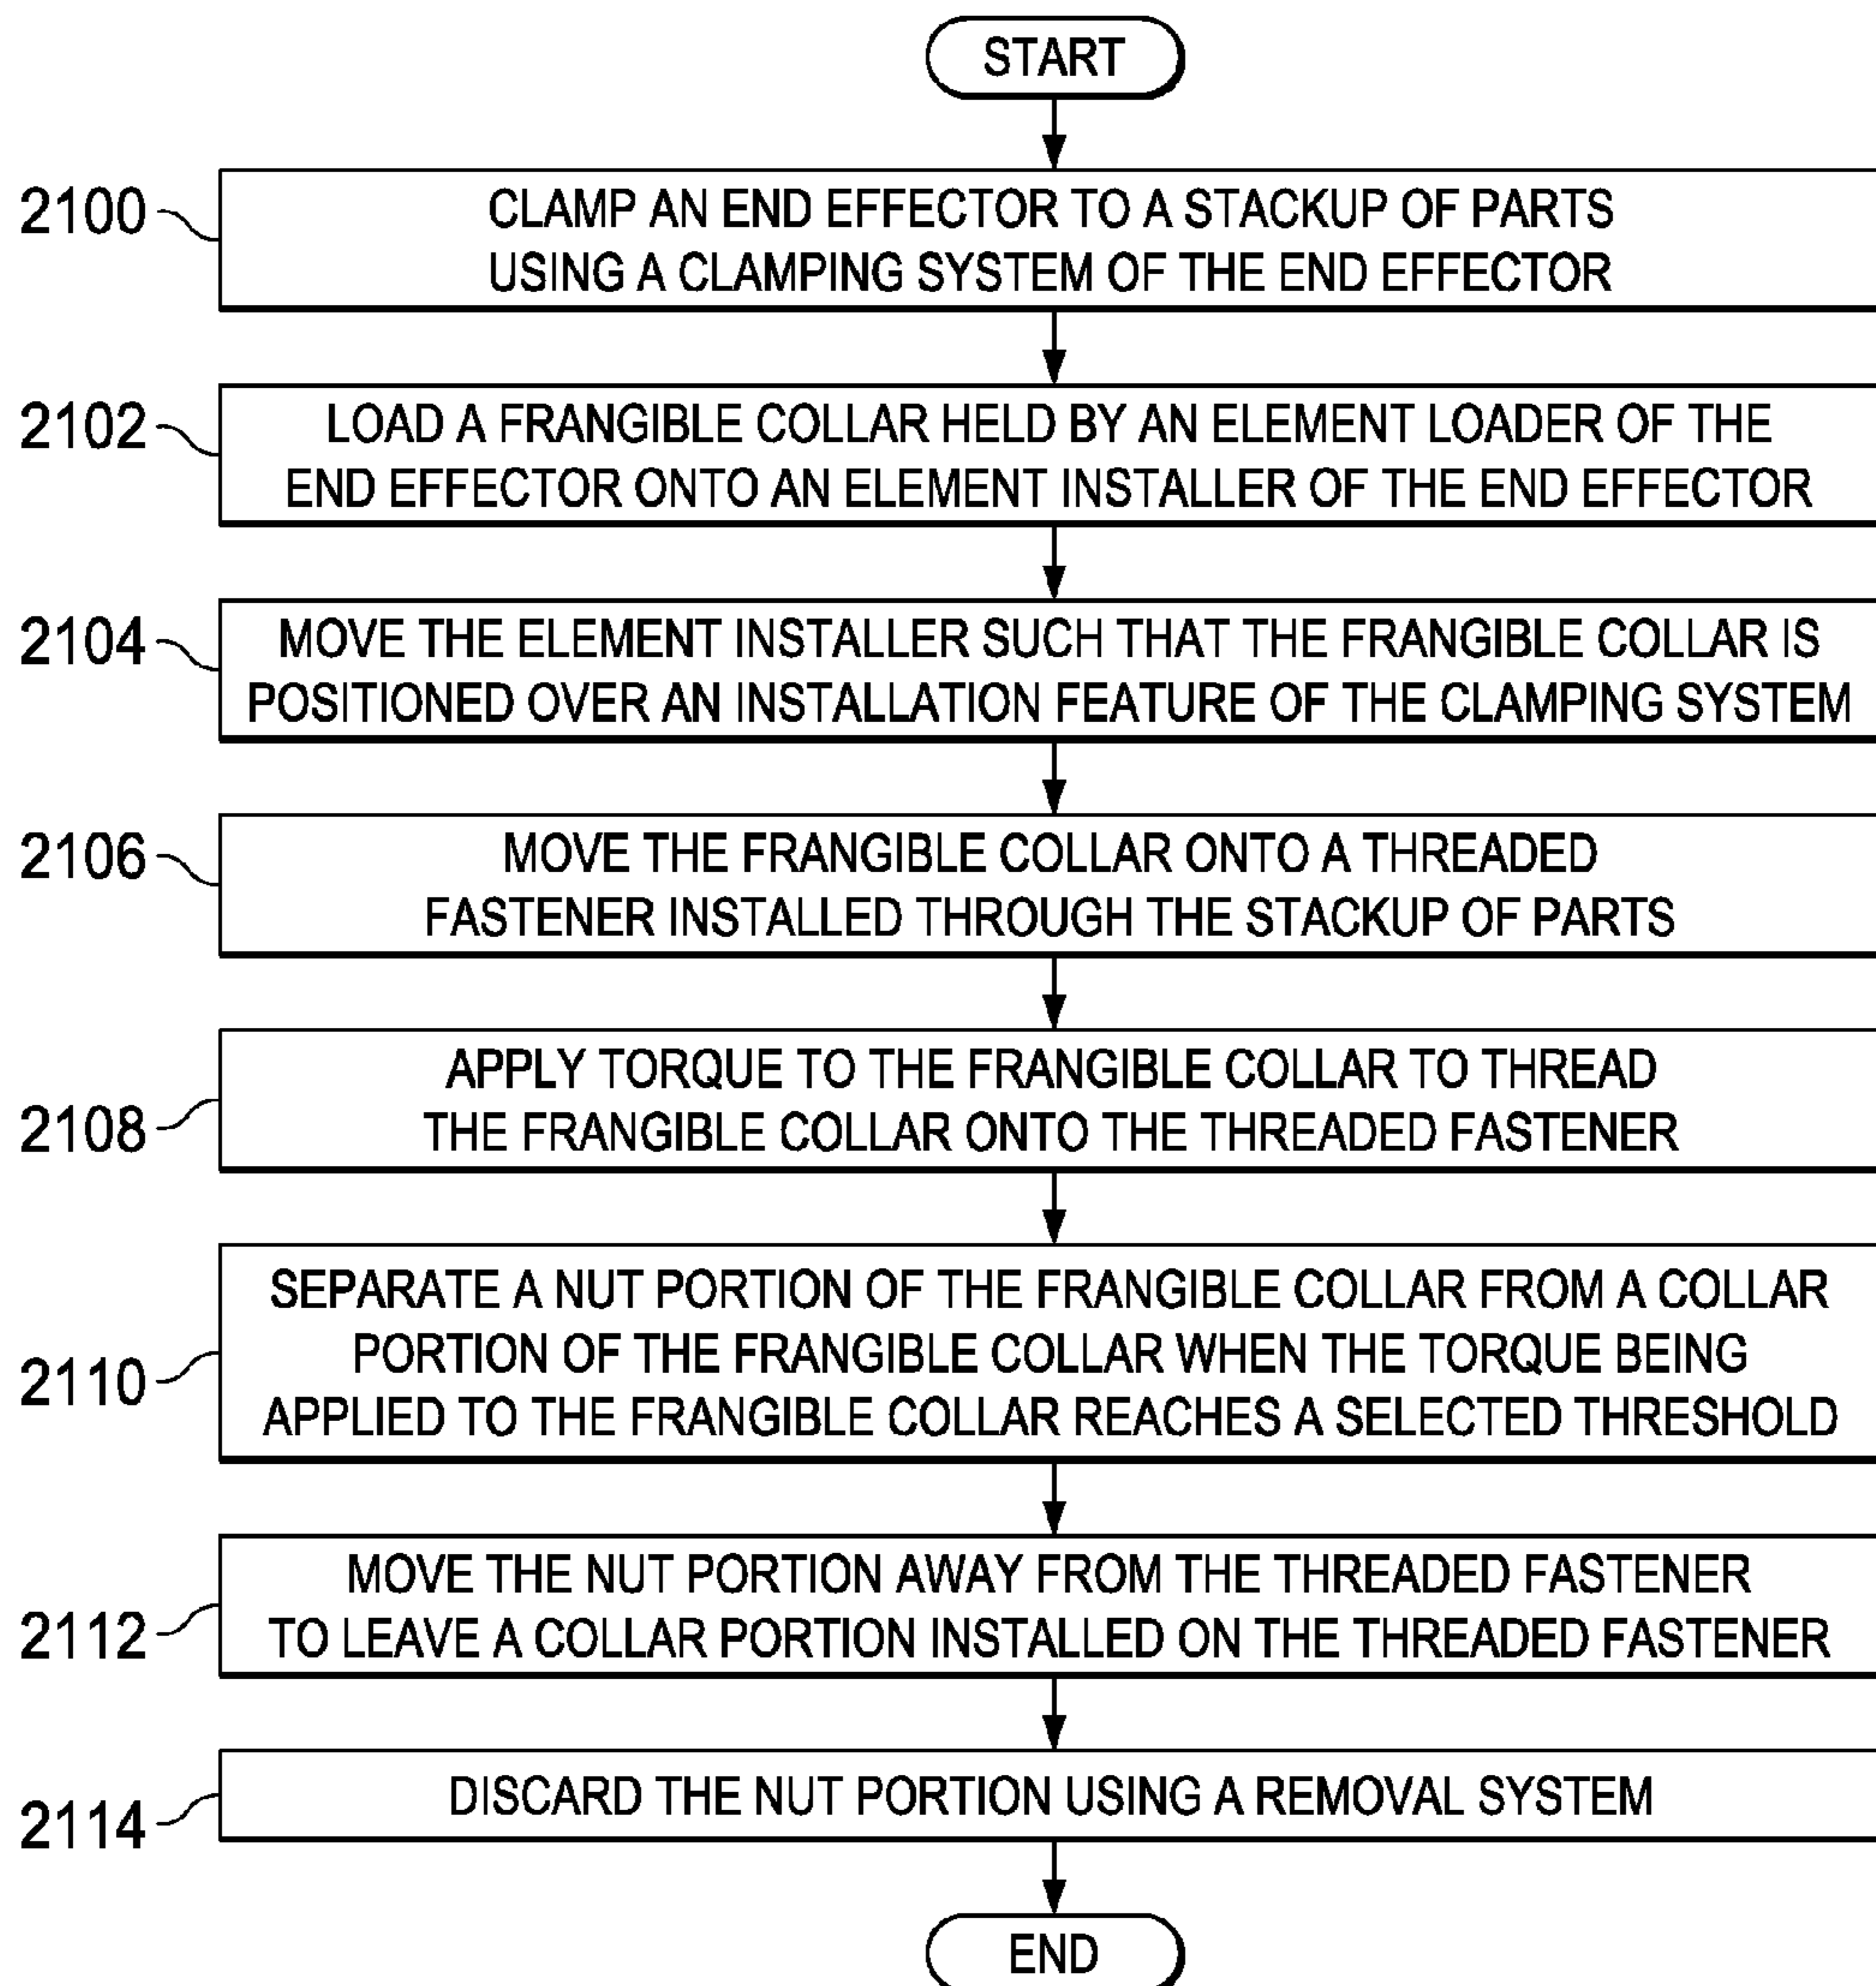 START
2100
CLAMP AN END EFFECTOR TO A STACKUP OF PARTS
USING A CLAMPING SYSTEM OF THE END EFFECTOR
2102
LOAD A FRANGIBLE COLLAR HELD BY AN ELEMENT LOADER OF THE
END EFFECTOR ONTO AN ELEMENT INSTALLER OF THE END EFFECTOR
2104
MOVE THE ELEMENT INSTALLER SUCH THAT THE FRANGIBLE COLLAR IS
POSITIONED OVER AN INSTALLATION FEATURE OF THE CLAMPING SYSTEM
2106
MOVE THE FRANGIBLE COLLAR ONTO A THREADED
FASTENER INSTALLED THROUGH THE STACKUP OF PARTS
2108
APPLY TORQUE TO THE FRANGIBLE COLLAR TO THREAD
THE FRANGIBLE COLLAR ONTO THE THREADED FASTENER
2110
SEPARATE A NUT PORTION OF THE FRANGIBLE COLLAR FROM A COLLAR
PORTION OF THE FRANGIBLE COLLAR WHEN THE TORQUE BEING
APPLIED TO THE FRANGIBLE COLLAR REACHES A SELECTED THRESHOLD
2112
MOVE THE NUT PORTION AWAY FROM THE THREADED FASTENER
TO LEAVE A COLLAR PORTION INSTALLED ON THE THREADED FASTENER
2114
DISCARD THE NUT PORTION USING A REMOVAL SYSTEM
END